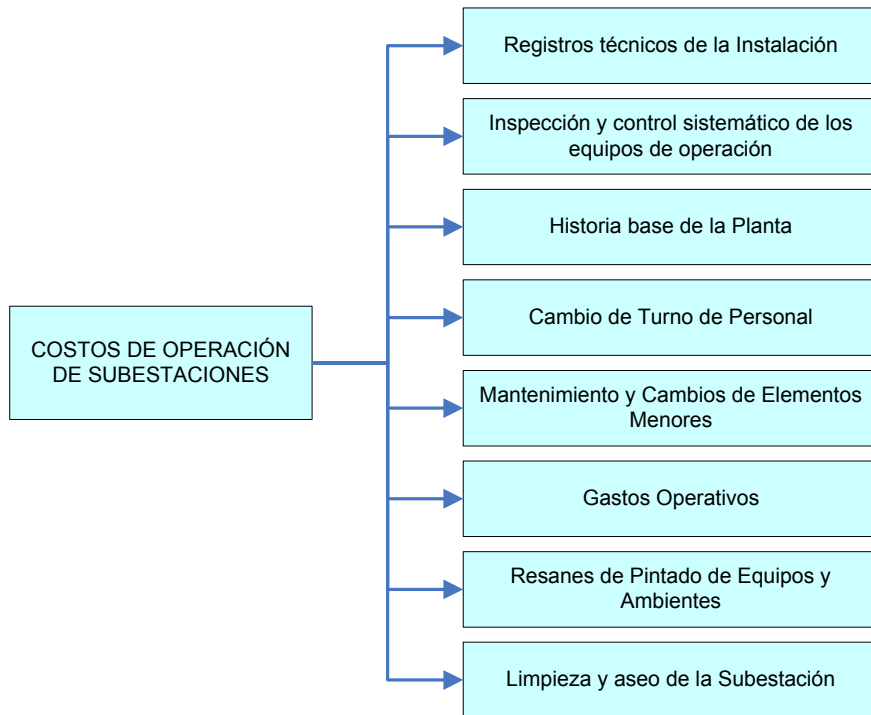 Registros técnicos de la Instalación
Inspección y control sistemático de los
equipos de operación
Historia base de la Planta
COSTOS DE OPERACIÓN
DE SUBESTACIONES
Cambio de Turno de Personal
Mantenimiento y Cambios de Elementos
Menores
Gastos Operativos
Resanes de Pintado de Equipos y
Ambientes
Limpieza y aseo de la Subestación